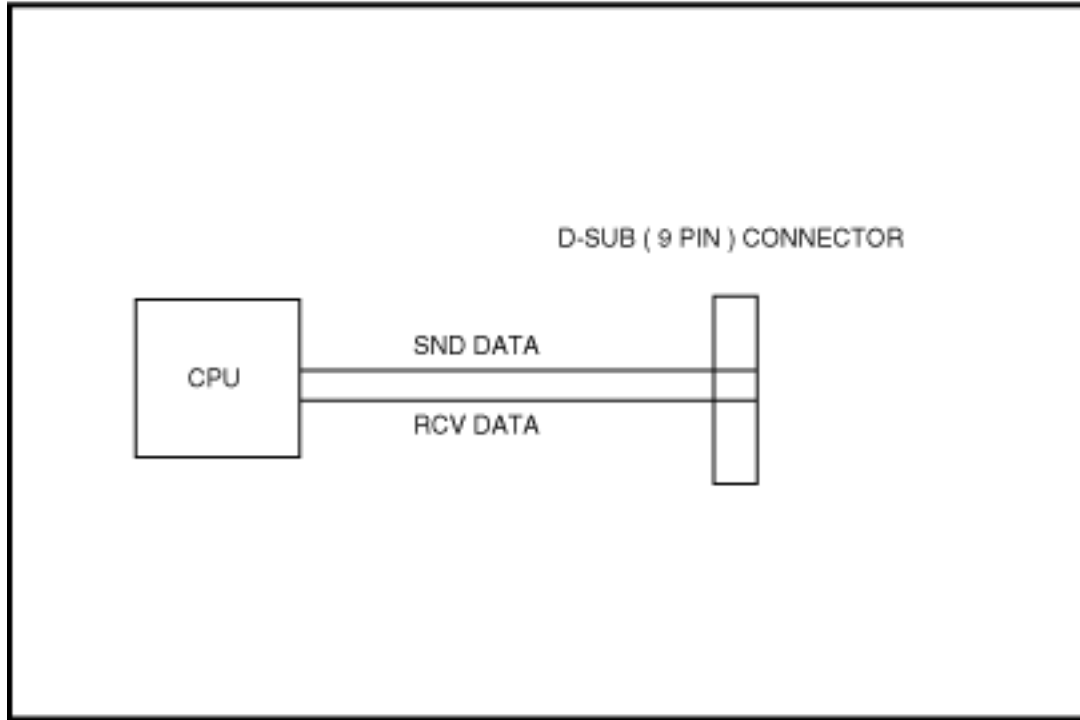 D-SUB ( 9 PIN ) CONNECTOR
SND DATA
CPU
RCV DATA